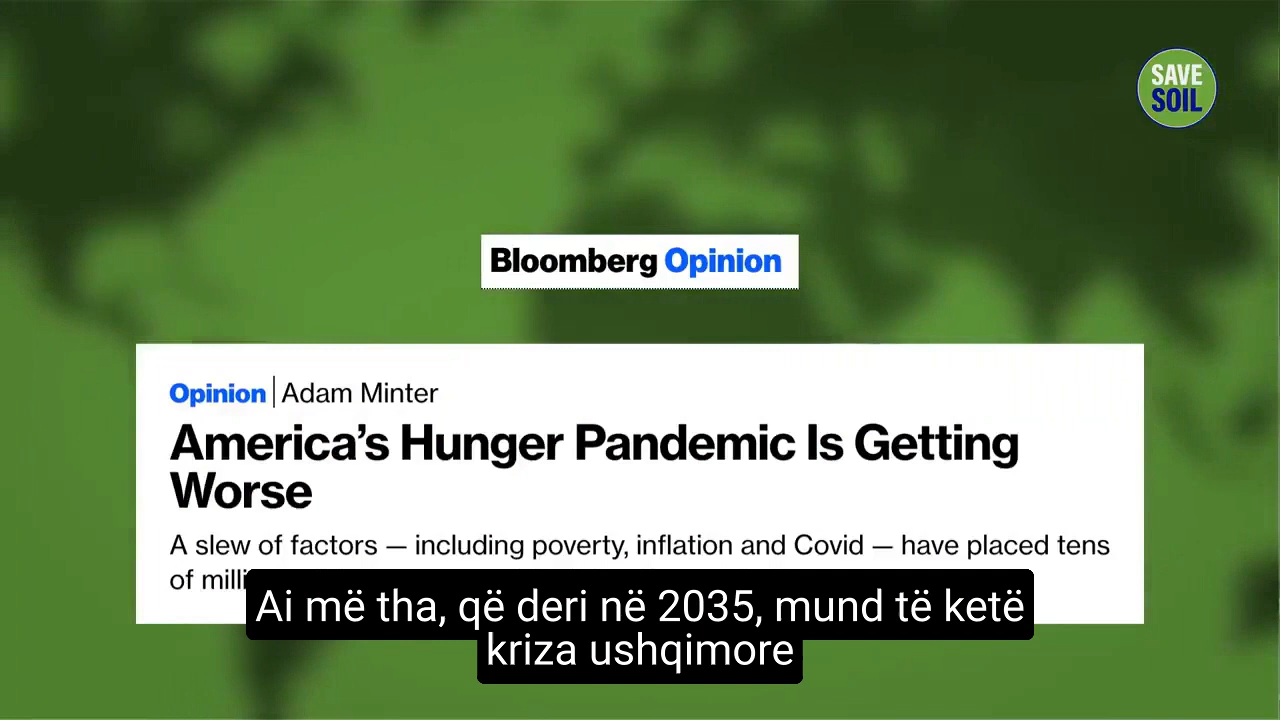 SAVE
SOIL
Bloomberg Opinion
Opinion | Adam Minter
America's Hunger Pandemic Is Getting
Worse
A slew of factors — including poverty, inflation and Covid — have placed tens
of
Ai më tha, që deri në 2035, mund të ketë
kriza ushqimore